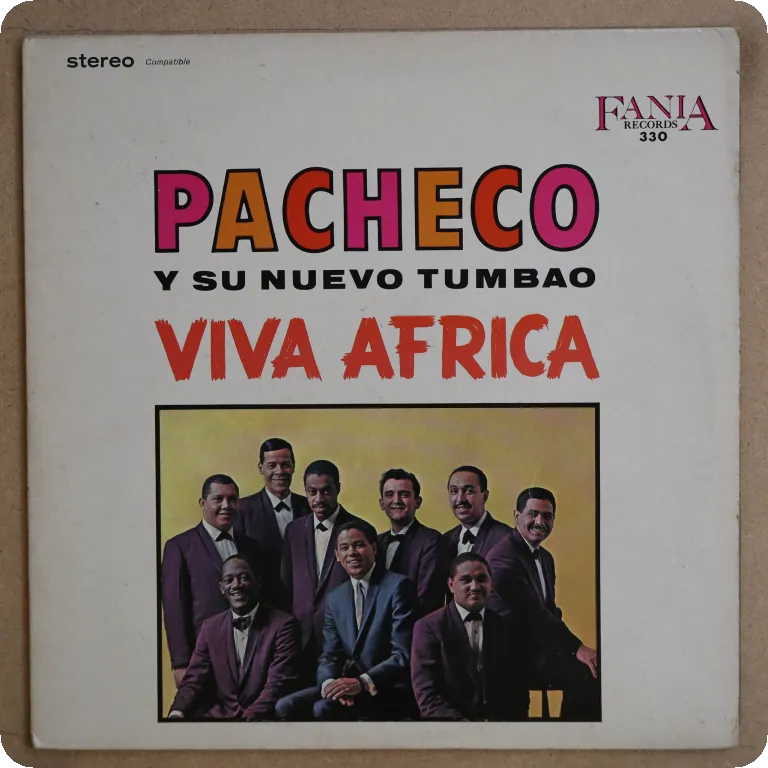 stereo Compatible
FANIA
RECORDS
330
PACHECO
Y SU NUEVO TUMBAO
VIVA AFRICA